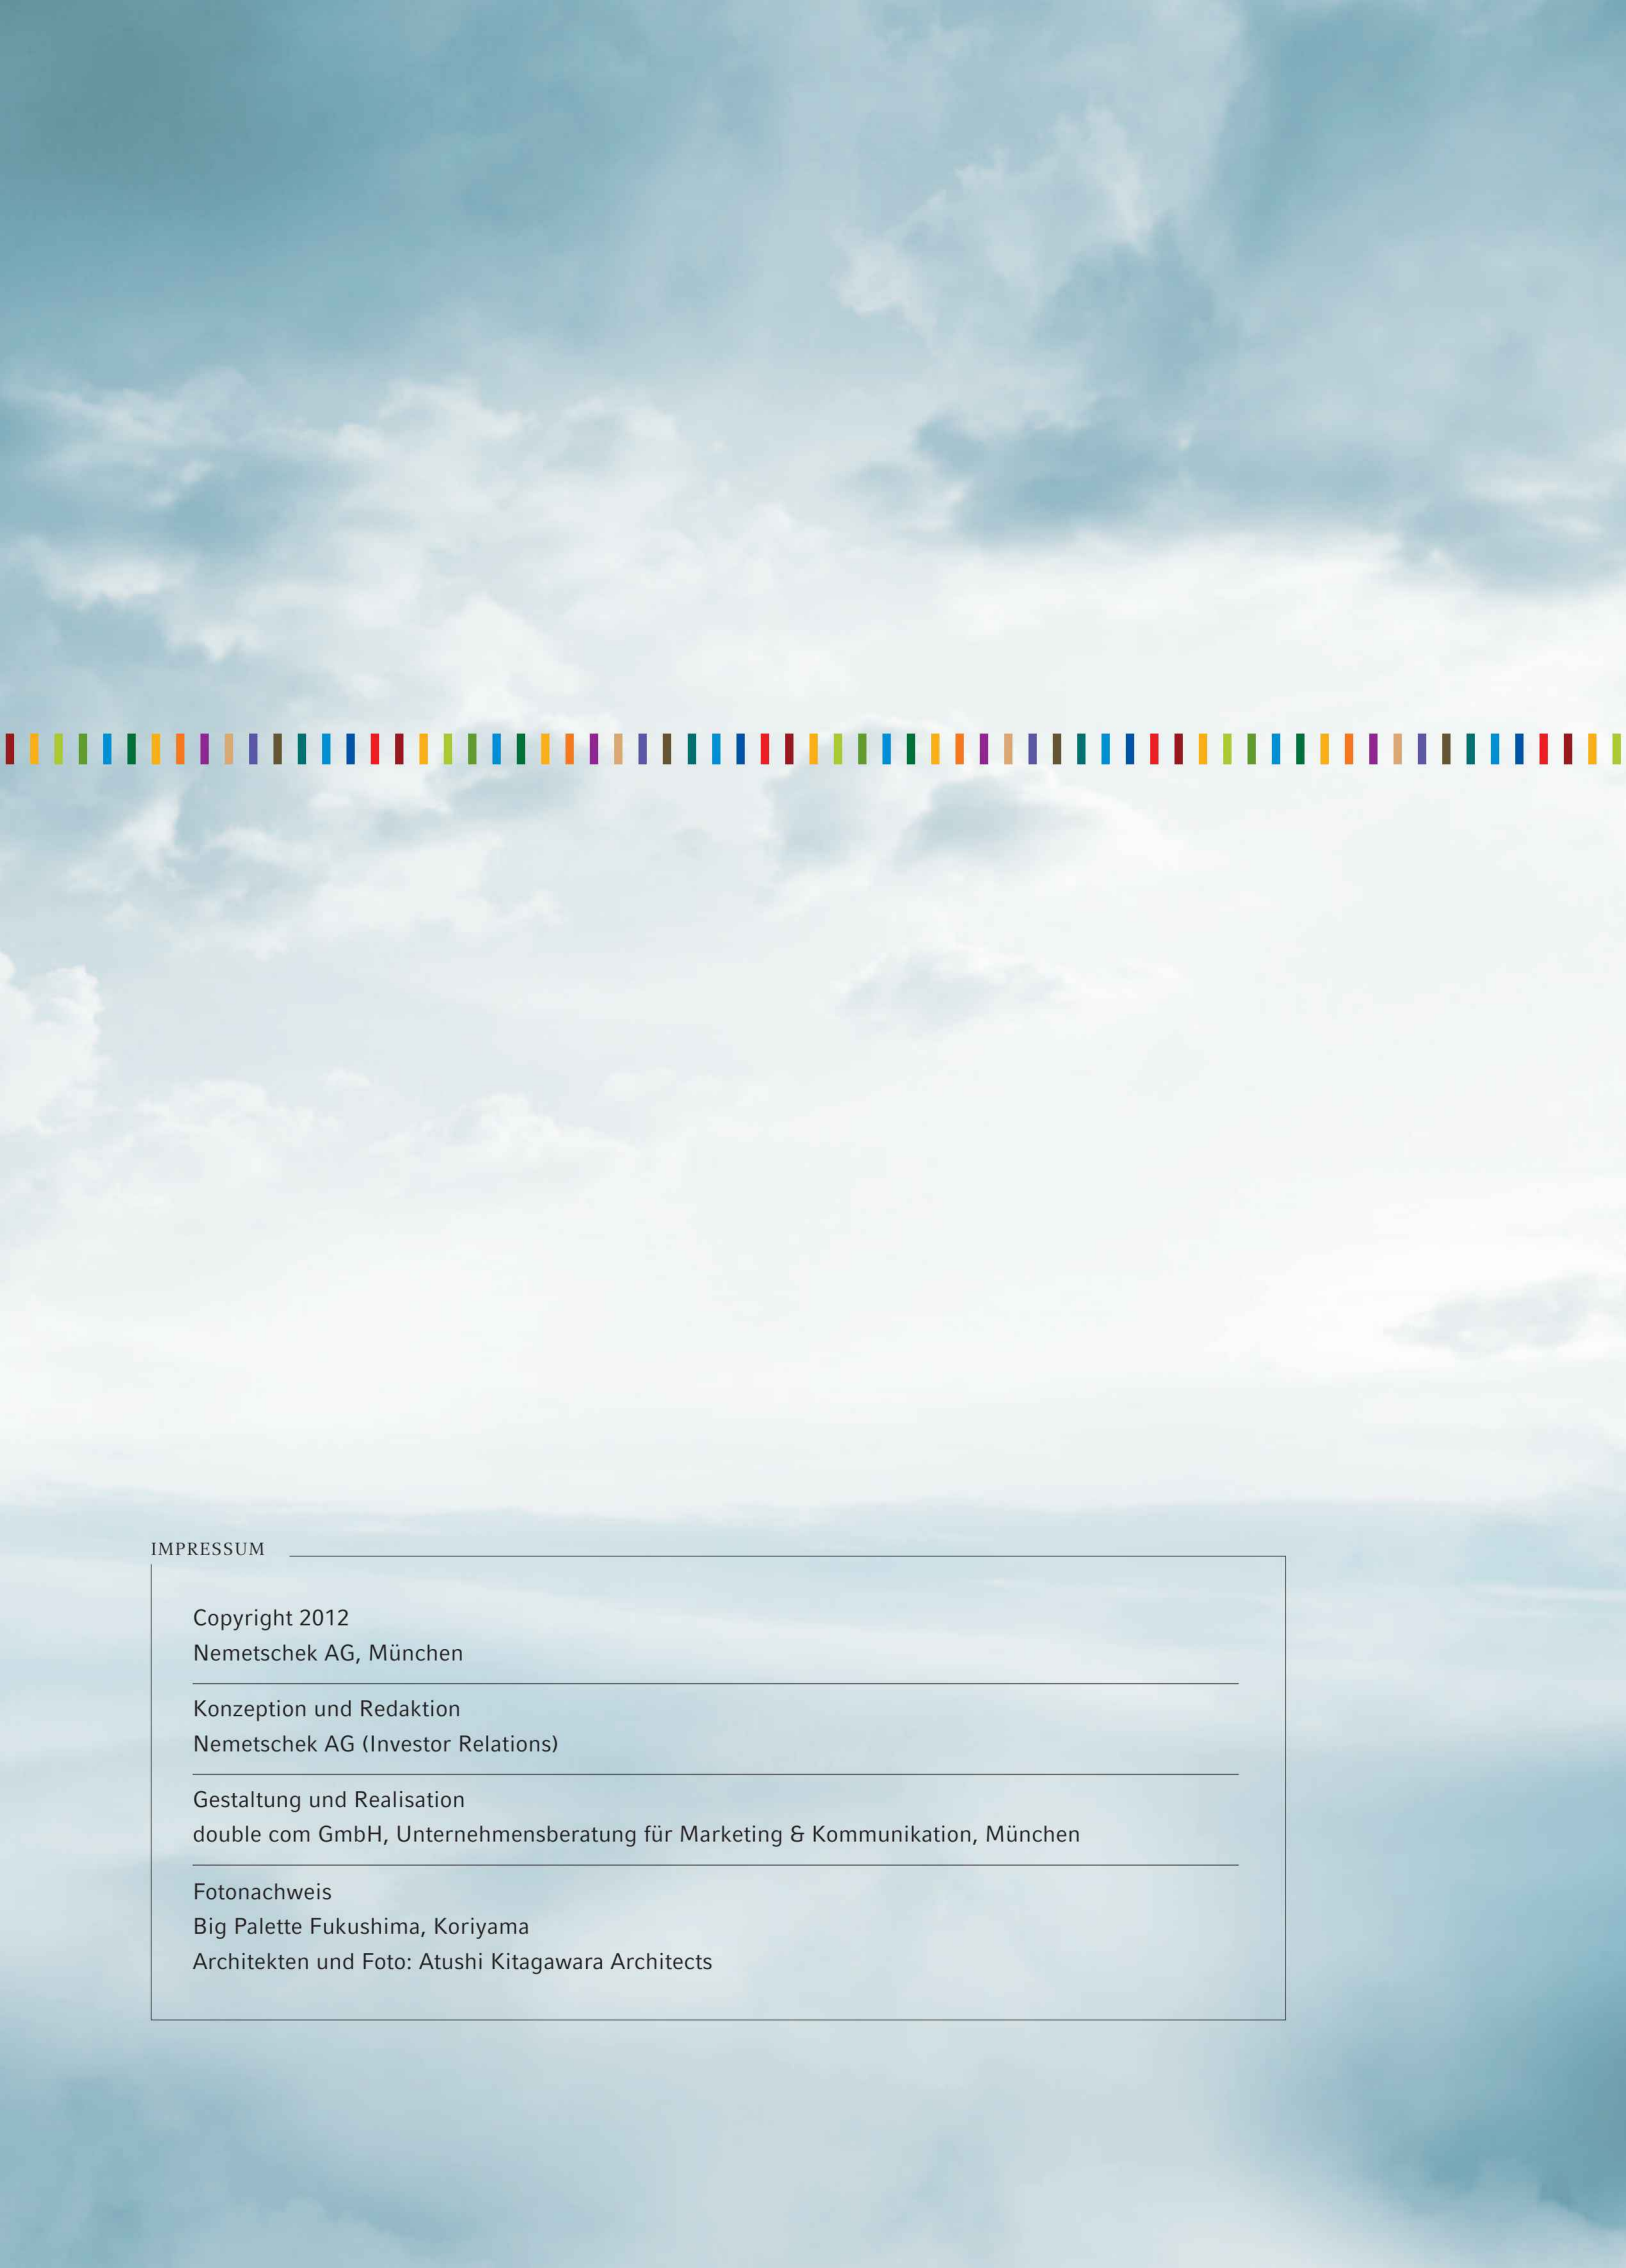 IMPRESSUM
Copyright 2012
Nemetschek AG, München
Konzeption und Redaktion
Nemetschek AG (Investor Relations)
Gestaltung und Realisation
double com GmbH, Unternehmensberatung für Marketing & Kommunikation, München
Fotonachweis
Big Palette Fukushima, Koriyama
Architekten und Foto: Atushi Kitagawara Architects